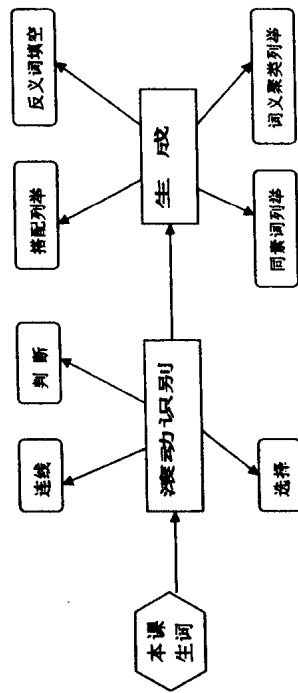 本课
生词
滚动识别
连线
判 断
选择
生 成
搭配列举
反义词填空
同素词列举
词义聚类列举